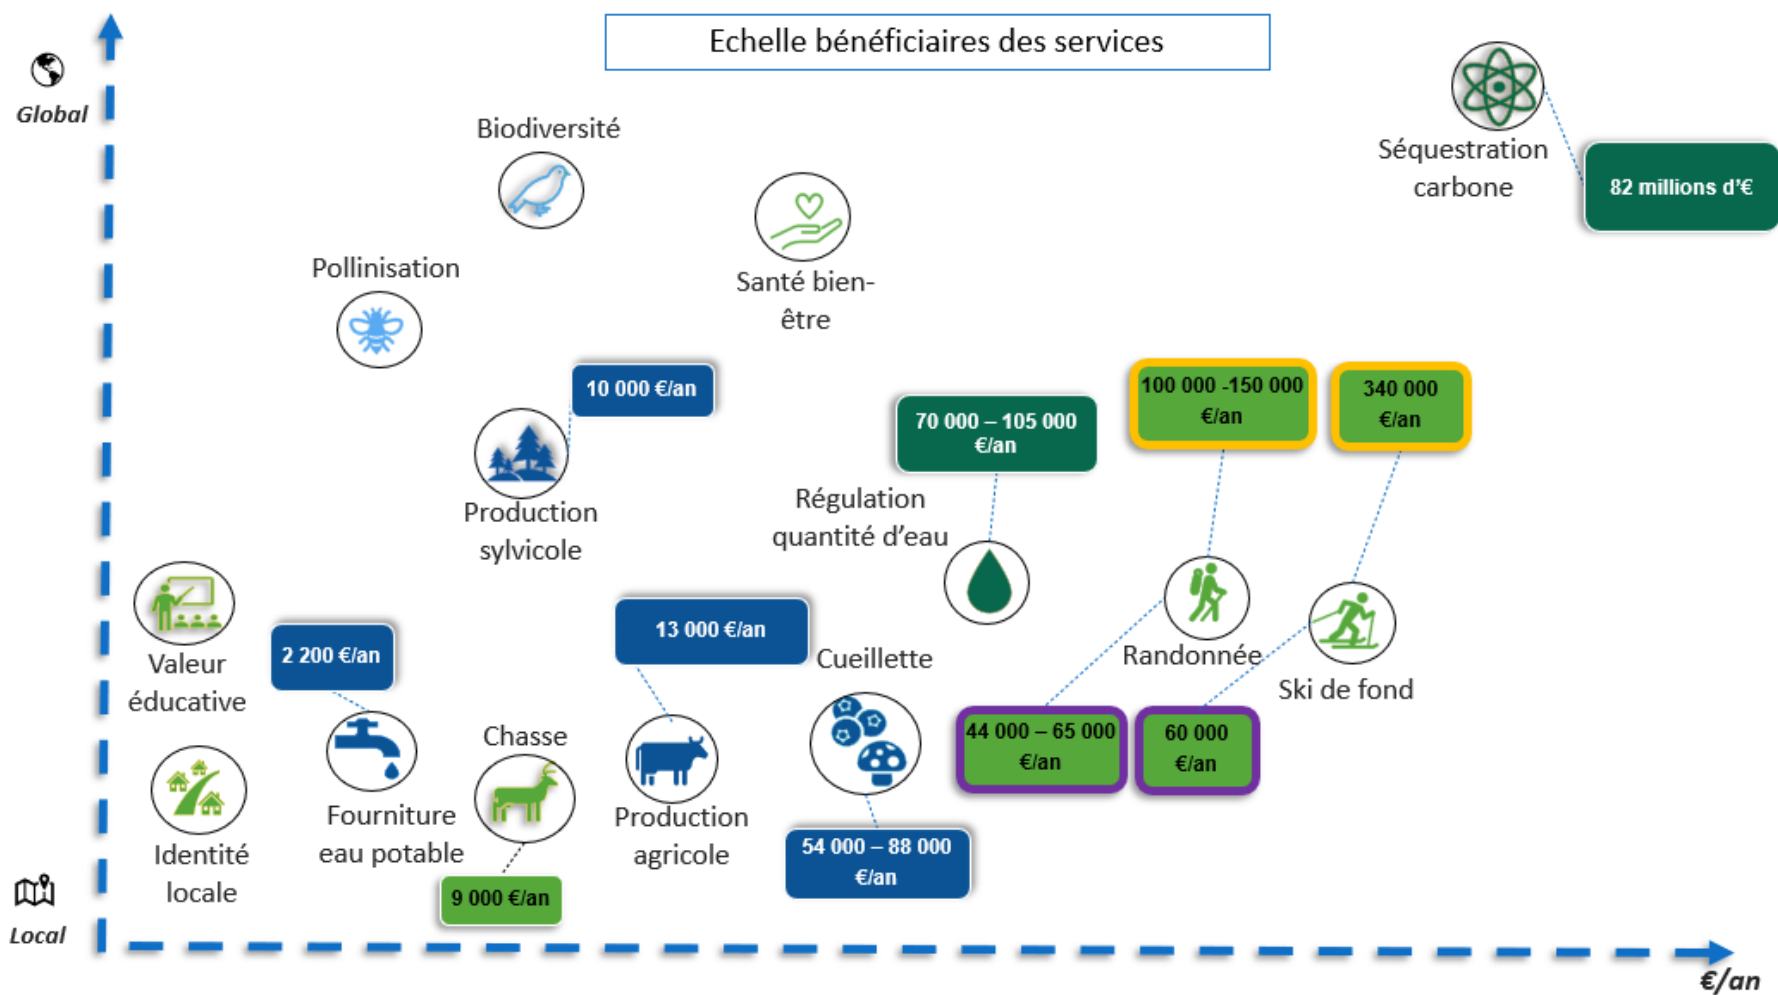 Echelle bénéficiaires des services
Global
Biodiversité
Séquestration
carbone
82 millions d'€
Pollinisation
Santé bien-
être
10 000 €/an
100 000 -150 000
€/an
340 000
€/an
70 000 – 105 000
€/an
Production
sylvicole
Régulation
quantité d’eau
Valeur
éducative
2 200 €/an
13 000 €/an
Cueillette
Randonnée
Ski de fond
Chasse
44 000 – 65 000
€/an
60 000
€/an
Identité
locale
Fourniture
eau potable
Production
agricole
54 000 – 88 000
€/an
9 000 €/an
Local
€/an